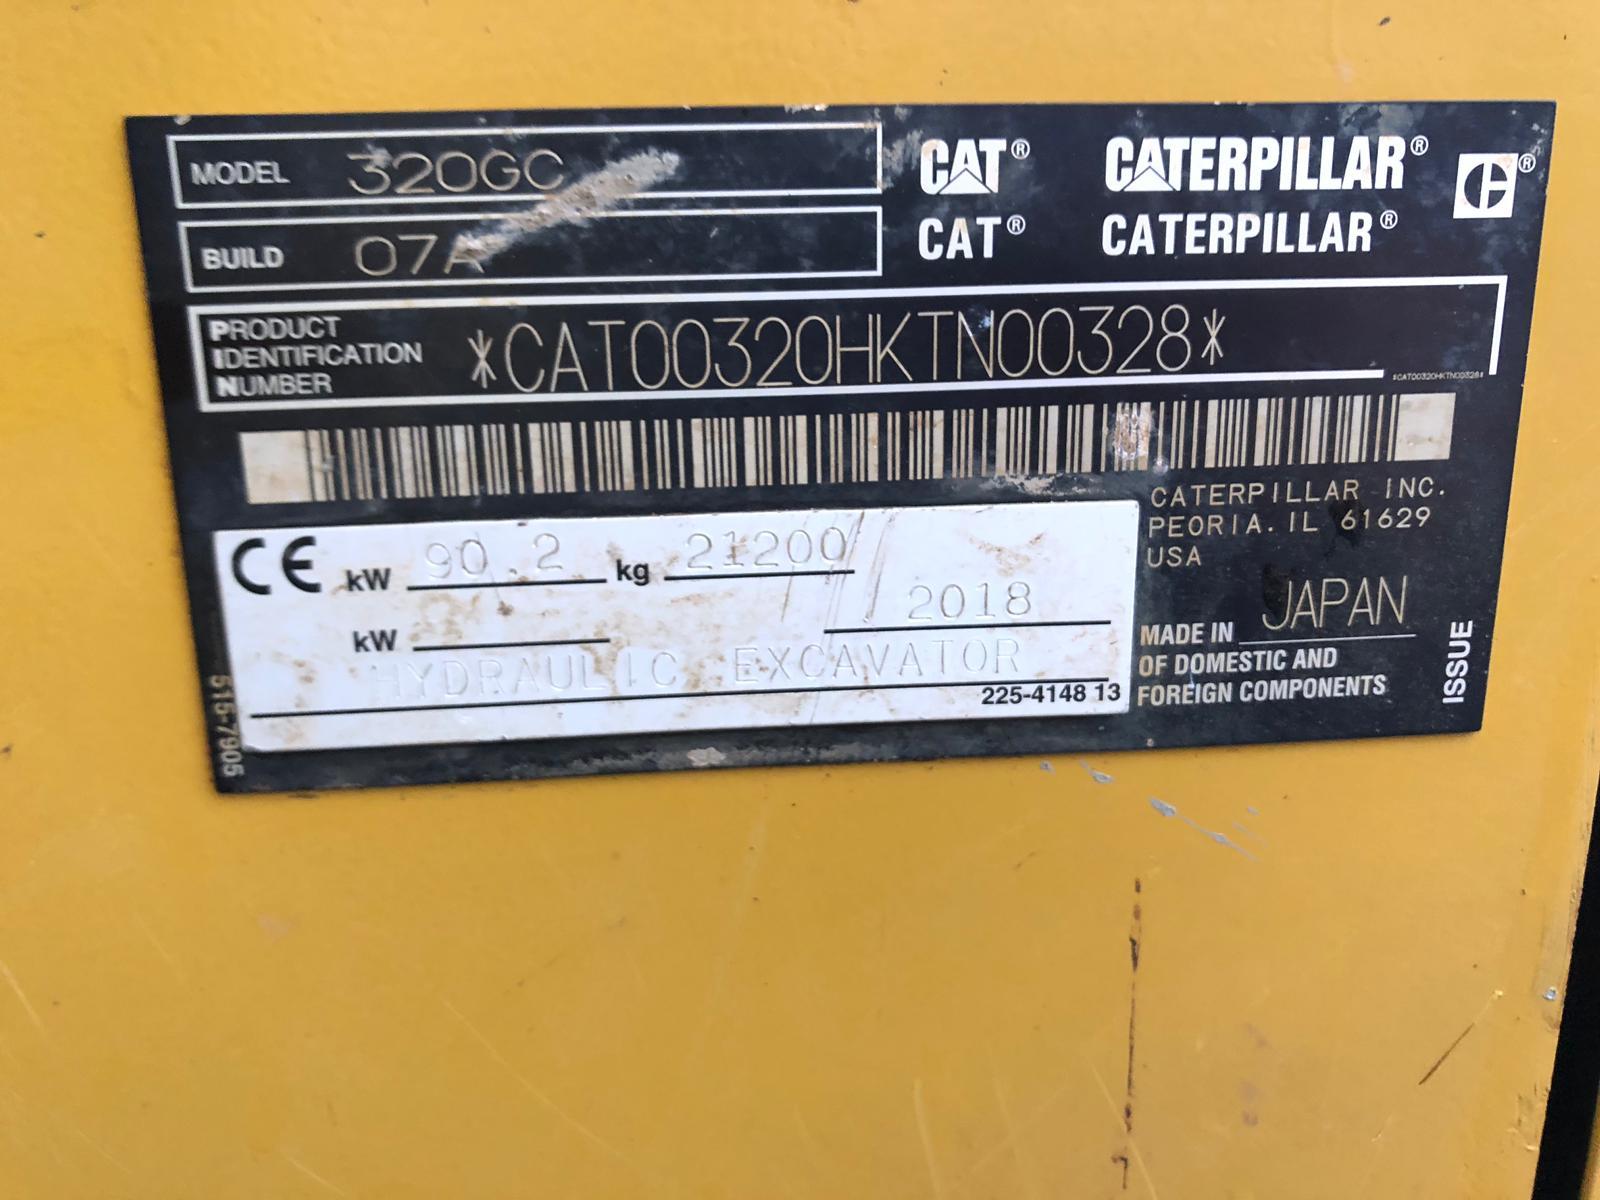 MODEL 320GC
BUILD 07A
CAT® CATERPILLAR® ®
CAT® CATERPILLAR®
PRODUCT
IDENTIFICATION
NUMBER
*CAT00320HKTN00328*
*CAT00320HKTN00328*
CATERPILLAR INC.
PEORIA. IL 61629
USA
MADE IN JAPAN
OF DOMESTIC AND
FOREIGN COMPONENTS
ISSUE
CE kW 90.2 kg 21200
kW 2018
HYDRAULIC EXCAVATOR
225-4148 13
515-7905